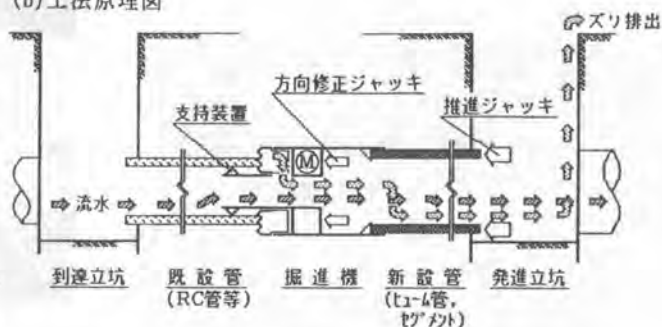 (b)工法原理図
ズリ排出
方向修正ジャッキ
推進ジャッキ
支持装置
M
流水
到達立坑
既設管
(RC管等)
掘進機
新設管
(ヒューム管,
セグメント)
発進立坑